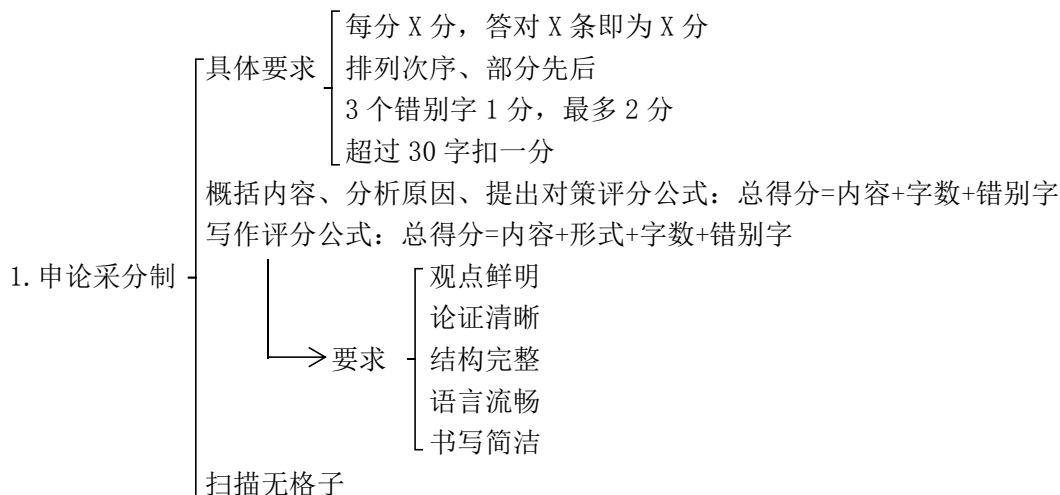 每分 X 分，答对 X 条即为 X 分
具体要求
排列次序、部分先后
3 个错别字 1 分，最多 2 分
超过 30 字扣一分
概括内容、分析原因、提出对策评分公式：总得分=内容+字数+错别字
写作评分公式：总得分=内容+形式+字数+错别字
1.申论采分制
观点鲜明
论证清晰
要求
结构完整
语言流畅
书写简洁
扫描无格子